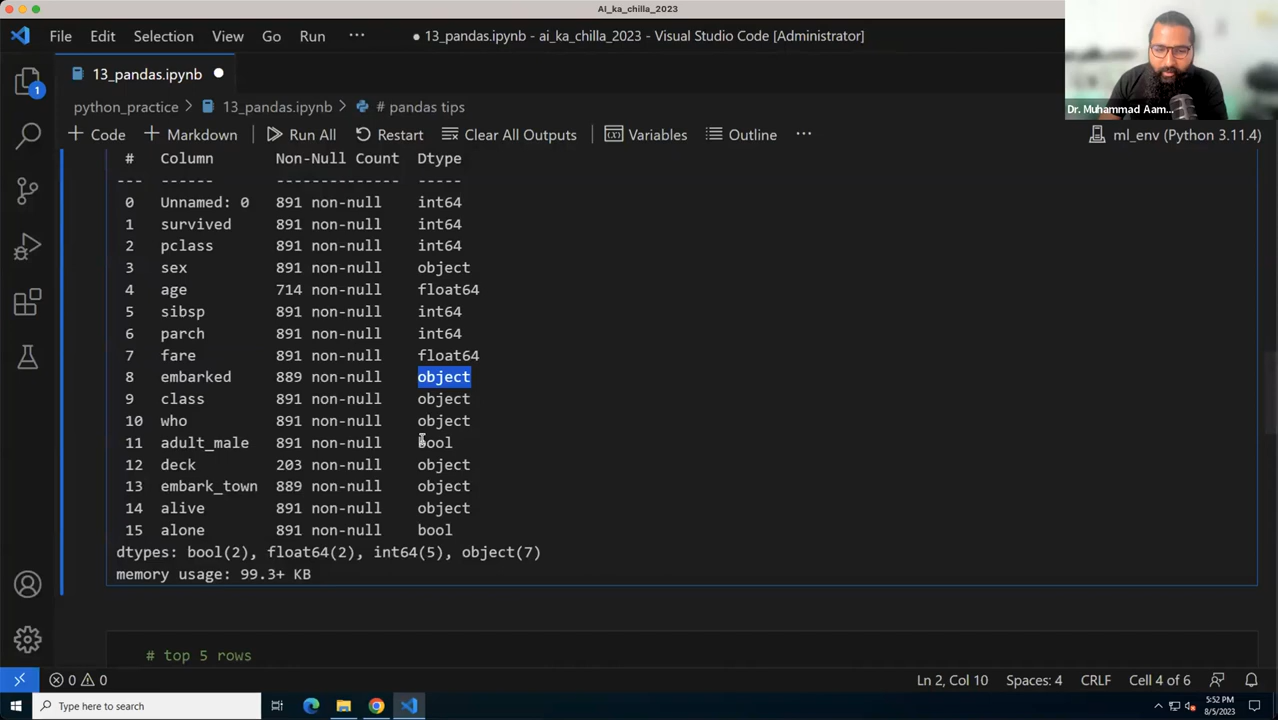 AI_ka_chilla_2023
File Edit Selection View Go Run ···
● 13_pandas.ipynb - ai_ka_chilla_2023 - Visual Studio Code [Administrator]
13_pandas.ipynb ●
python_practice > 13_pandas.ipynb > # pandas tips
+ Code + Markdown Run All Restart Clear All Outputs Variables Outline ··· ml_env (Python 3.11.4)
Dr. Muhammad Aam...
1
# Column Non-Null Count Dtype
--- ------ -------------- -----
0 Unnamed: 0 891 non-null int64
1 survived 891 non-null int64
2 pclass 891 non-null int64
3 sex 891 non-null object
4 age 714 non-null float64
5 sibsp 891 non-null int64
6 parch 891 non-null int64
7 fare 891 non-null float64
8 embarked 889 non-null object
9 class 891 non-null object
10 who 891 non-null object
11 adult_male 891 non-null bool
12 deck 203 non-null object
13 embark_town 889 non-null object
14 alive 891 non-null object
15 alone 891 non-null bool
dtypes: bool(2), float64(2), int64(5), object(7)
memory usage: 99.3+ KB
# top 5 rows
0 0 Ln 2, Col 10 Spaces: 4 CRLF Cell 4 of 6
Type here to search
5:52 PM
8/5/2023